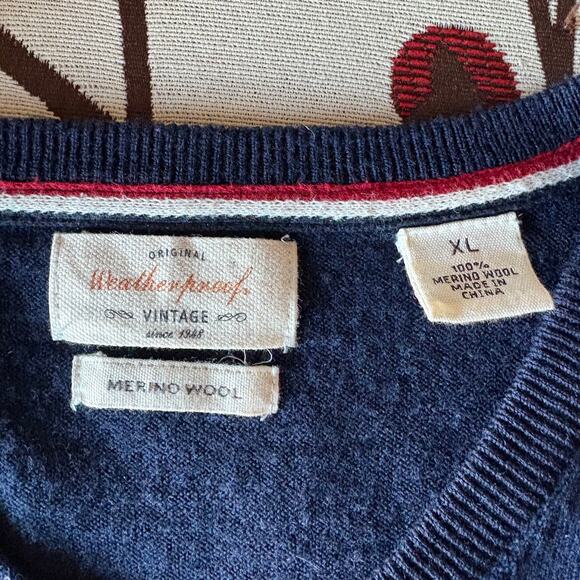 ORIGINAL
Weatherproof
VINTAGE
since 1948
MERINO WOOL
XL
100%
MERINO WOOL
MADE IN
CHINA